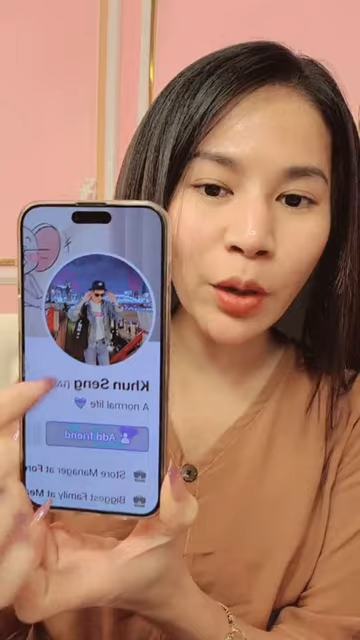 Khun Seng
A normal life 💜
Add friend
Store Manager at
Biggest Family at